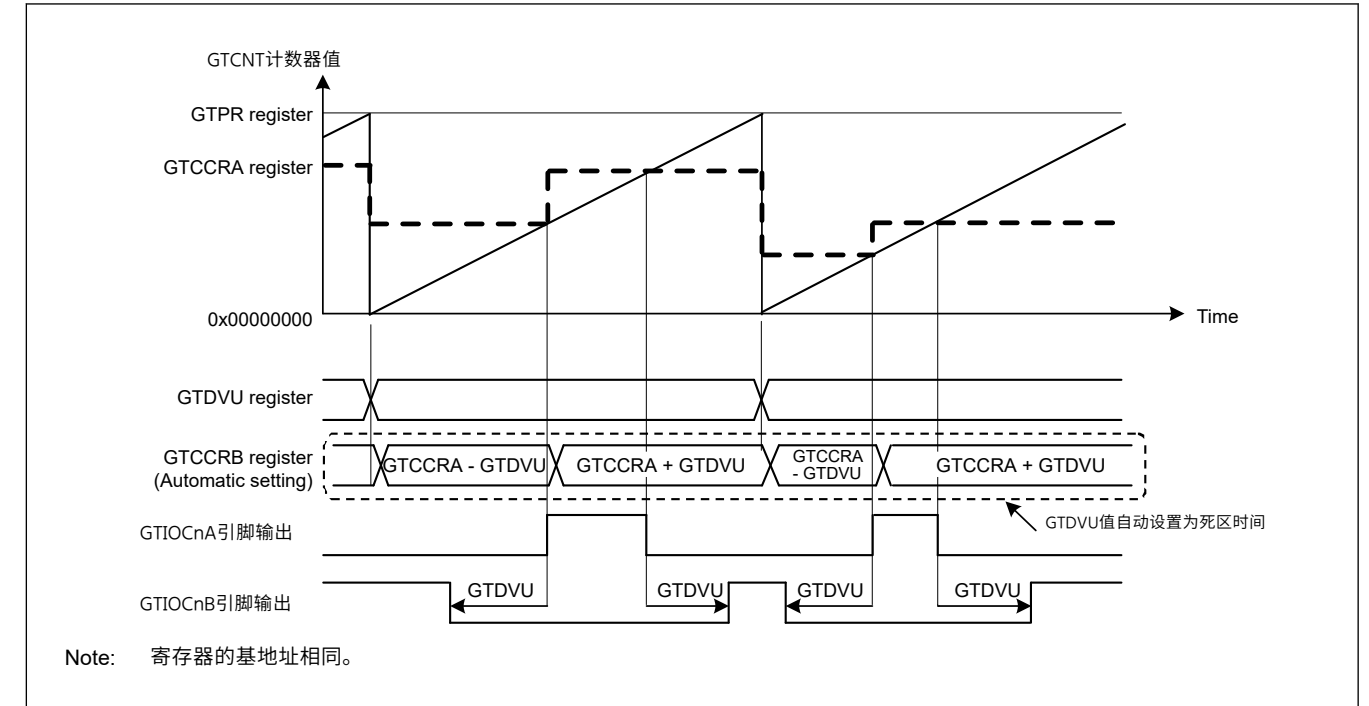 GTCNT计数器值
GTPR register
GTCCRA register
0x00000000
Time
GTDVU register
GTCCRB register
(Automatic setting)
GTCCRA - GTDVU
GTCCRA + GTDVU
GTCCRA
- GTDVU
GTCCRA + GTDVU
GTDVU值自动设置为死区时间
GTIOCnA引脚输出
GTIOCnB引脚输出
GTDVU
GTDVU
GTDVU
GTDVU
Note: 寄存器的基地址相同。